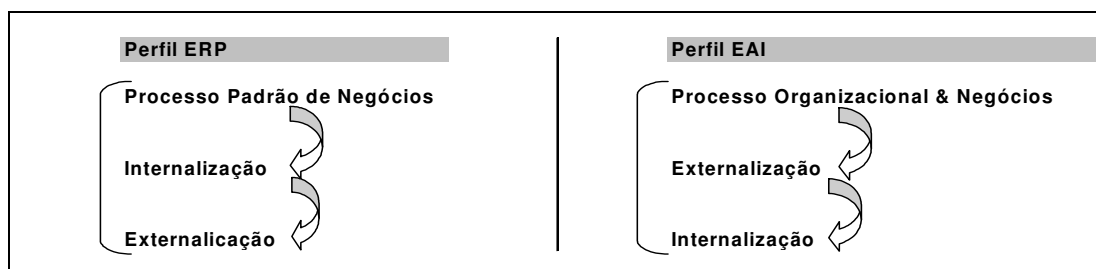 Perfil ERP
Processo Padrão de Negócios
Internalização
Externalicação
Perfil EAI
Processo Organizacional & Negócios
Externalização
Internalização